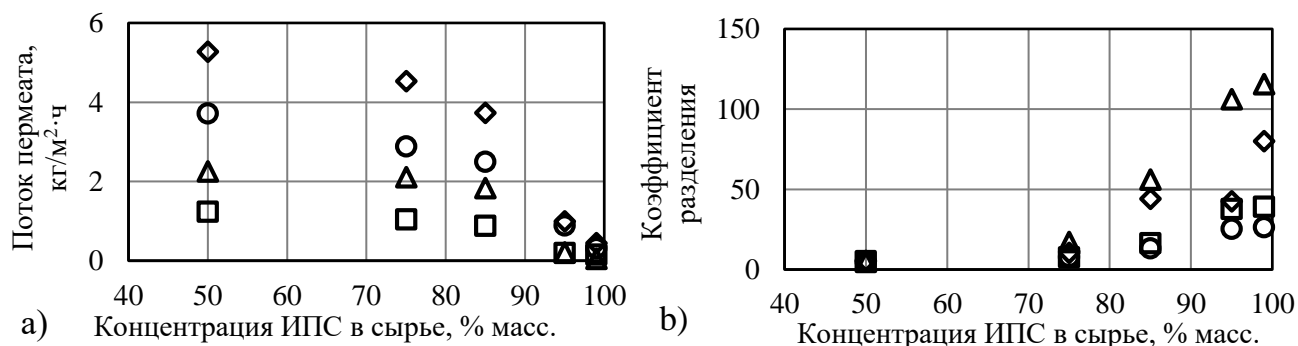 Поток пермеата,
кг/м²·ч
6
4
2
0
40 50 60 70 80 90 100
а) Концентрация ИПС в сырье, % масс.
Коэффициент
разделения
150
100
50
0
40 50 60 70 80 90 100
b) Концентрация ИПС в сырье, % масс.